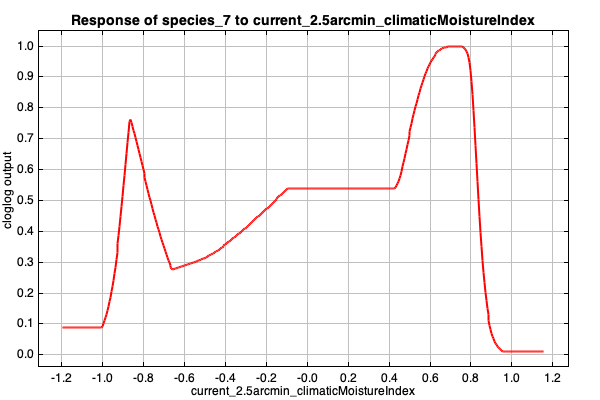 Response of species_7 to current_2.5arcmin_climaticMoistureIndex
cloglog output
1.0
0.9
0.8
0.7
0.6
0.5
0.4
0.3
0.2
0.1
0.0
-1.2 -1.0 -0.8 -0.6 -0.4 -0.2 -0.0 0.2 0.4 0.6 0.8 1.0 1.2
current_2.5arcmin_climaticMoistureIndex